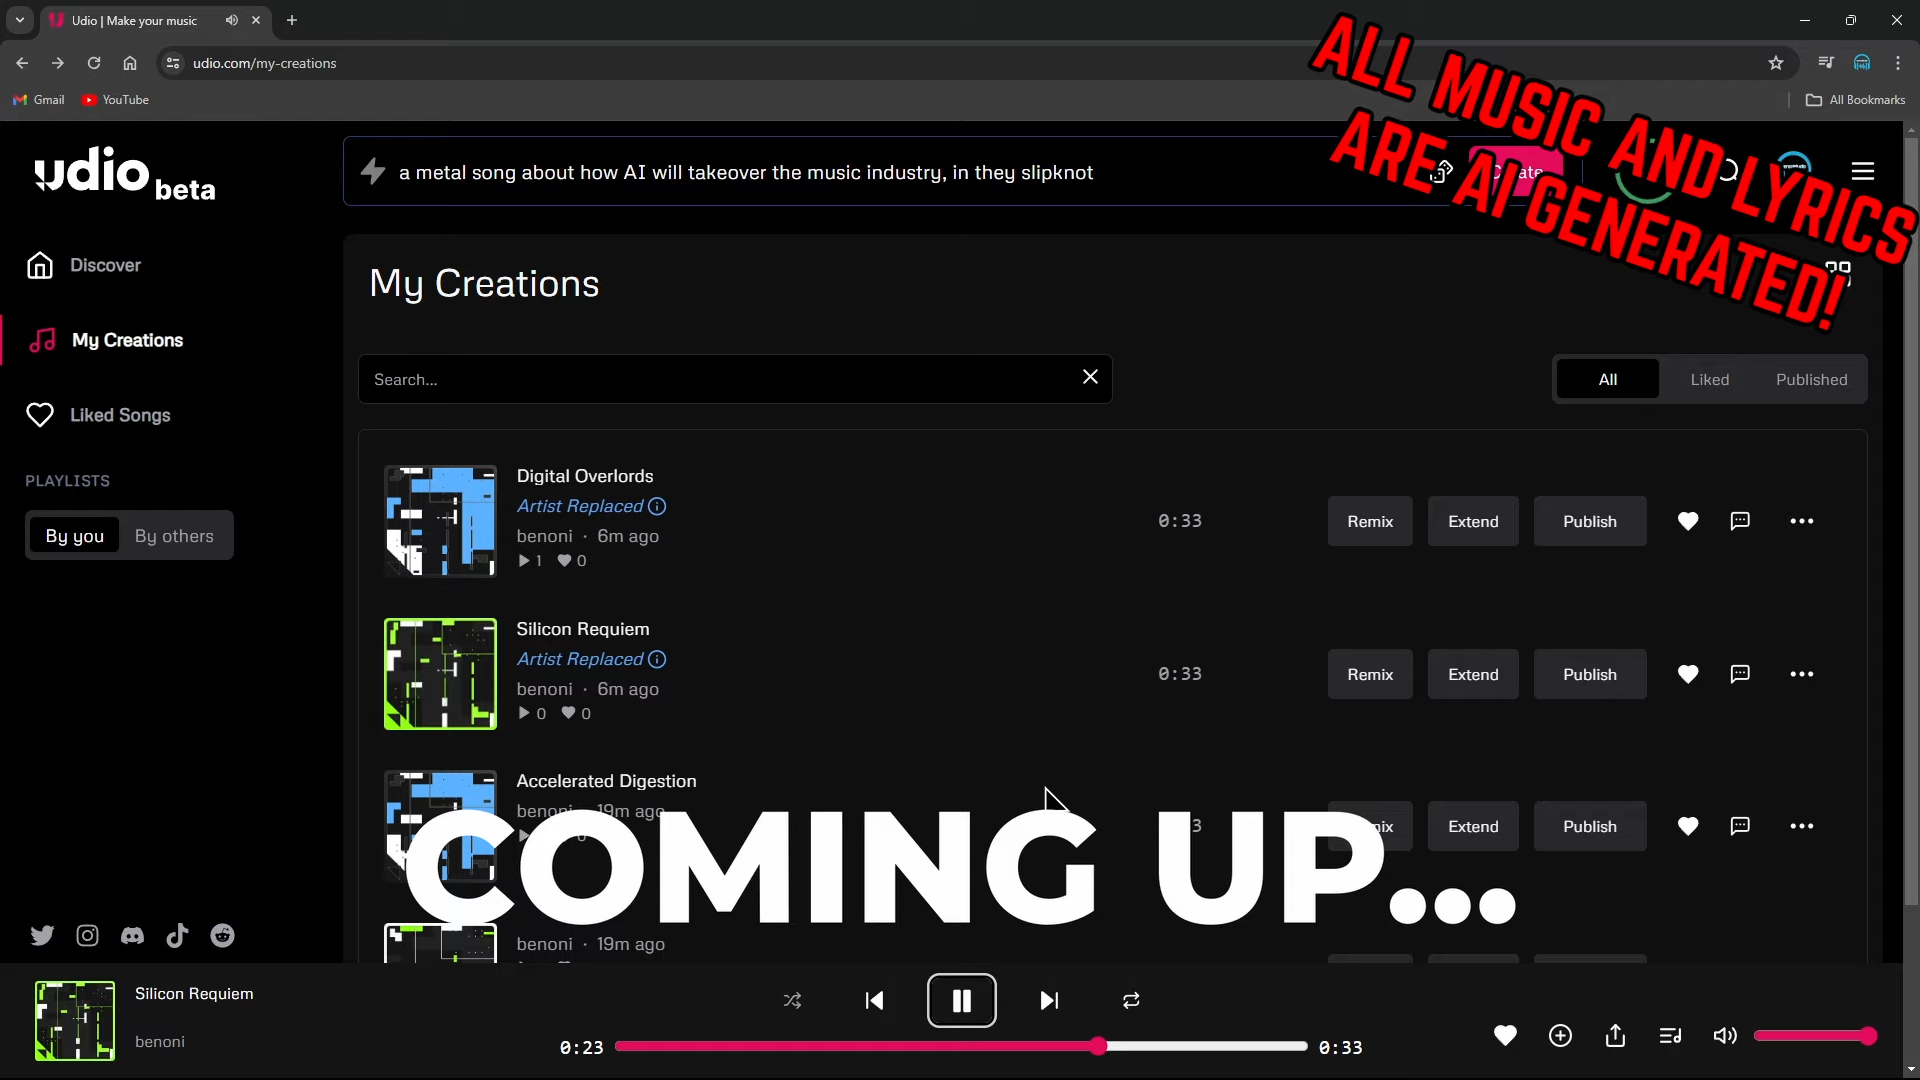 Udio | Make your music
udio.com/my-creations
Gmail
YouTube
All Bookmarks
ALL MUSIC AND LYRICS
ARE AI GENERATED!
udio beta
a metal song about how AI will takeover the music industry, in they slipknot
Discover
My Creations
Liked Songs
PLAYLISTS
By you
By others
My Creations
Search...
All
Liked
Published
Digital Overlords
Artist Replaced
benoni · 6m ago
1
0
0:33
Remix
Extend
Publish
Silicon Requiem
Artist Replaced
benoni · 6m ago
0
0
0:33
Remix
Extend
Publish
Accelerated Digestion
benoni · 19m ago
Extend
Publish
COMING UP...
benoni · 19m ago
Silicon Requiem
benoni
0:23
0:33